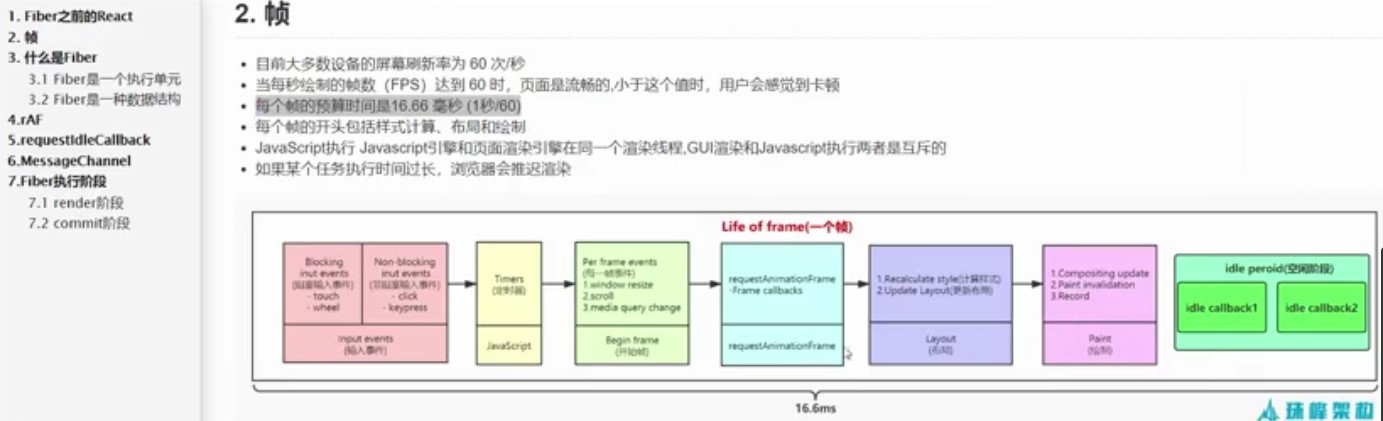 1. Fiber之前的React
2. 帧
3. 什么是Fiber
3.1 Fiber是一个执行单元
3.2 Fiber是一种数据结构
4.rAF
5.requestIdleCallback
6.MessageChannel
7.Fiber执行阶段
7.1 render阶段
7.2 commit阶段
2. 帧
目前大多数设备的屏幕刷新率为 60 次/秒
当每秒绘制的帧数（FPS）达到 60 时，页面是流畅的,小于这个值时，用户会感觉到卡顿
每个帧的预算时间是16.66 毫秒 (1秒/60)
每个帧的开头包括样式计算、布局和绘制
JavaScript执行 Javascript引擎和页面渲染引擎在同一个渲染线程,GUI渲染和Javascript执行两者是互斥的
如果某个任务执行时间过长，浏览器会推迟渲染
Life of frame(一个帧)
Blocking
inut events
(阻塞输入事件)
- touch
- wheel
Non-blocking
inut events
(非阻塞输入事件)
- click
- keypress
Input events
(输入事件)
Timers
(定时器)
JavaScript
Per frame events
(每一帧事件)
1.window resize
2.scroll
3.media query change
Begin frame
(开始帧)
requestAnimationFrame
-Frame callbacks
requestAnimationFrame
1.Recalculate style(计算样式)
2.Update Layout(更新布局)
Layout
(布局)
1.Compositing update
2.Paint invalidation
3.Record
Paint
(绘制)
idle peroid(空闲阶段)
idle callback1
idle callback2
16.6ms
珠峰架构